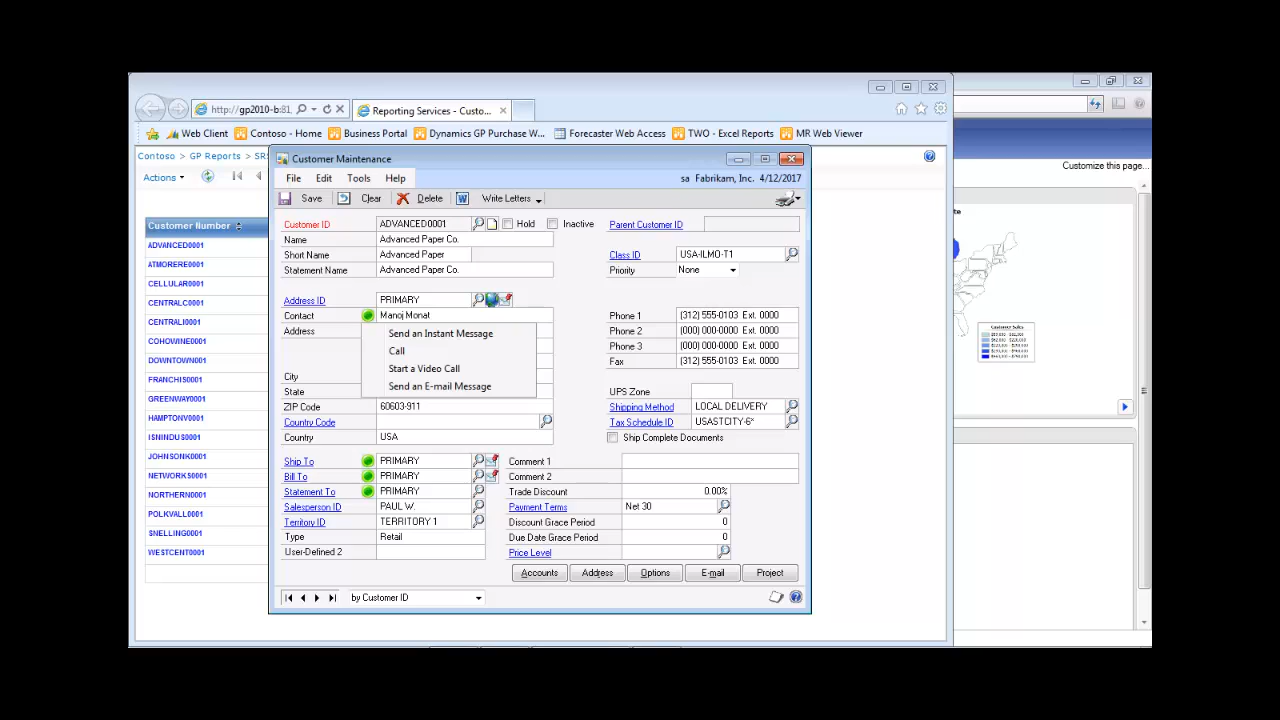 http://gp2010-b:81,
Reporting Services - Custo...
Web Client
Contoso - Home
Business Portal
Dynamics GP Purchase W...
Forecaster Web Access
TWO - Excel Reports
MR Web Viewer
Contoso > GP Reports >
Customize this page...
Actions
Customer Number
ADVANCED0001
ATMORERE0001
CELLULAR0001
CENTRALC0001
CENTRALI0001
COHOWINE0001
DOWNTOWN0001
FRANCHIS0001
GREENWAY0001
HAMPTONV0001
ISNINDUS0001
JOHNSONK0001
NETWORKS0001
NORTHERN0001
POLKVALL0001
SNELLING0001
WESTCENT0001
Customer Maintenance
File Edit Tools Help
sa Fabrikam, Inc. 4/12/2017
Save Clear Delete Write Letters
Customer ID ADVANCED0001 Hold Inactive Parent Customer ID
Name Advanced Paper Co.
Short Name Advanced Paper Class ID USA-ILMO-T1
Statement Name Advanced Paper Co. Priority None
Address ID PRIMARY
Contact Manoj Monat Phone 1 (312) 555-0103 Ext. 0000
Address Phone 2 (000) 000-0000 Ext. 0000
Send an Instant Message
Call
Start a Video Call
Send an E-mail Message
Phone 3 (000) 000-0000 Ext. 0000
Fax (312) 555-0103 Ext. 0000
City
State UPS Zone
ZIP Code 60603-911 Shipping Method LOCAL DELIVERY
Country Code Tax Schedule ID USASTCITY-6*
Country USA Ship Complete Documents
Ship To PRIMARY Comment 1
Bill To PRIMARY Comment 2
Statement To PRIMARY Trade Discount 0.00%
Salesperson ID PAUL W. Payment Terms Net 30
Territory ID TERRITORY 1 Discount Grace Period 0
Type Retail Due Date Grace Period 0
User-Defined 2 Price Level
Accounts Address Options E-mail Project
by Customer ID
Customer Sales